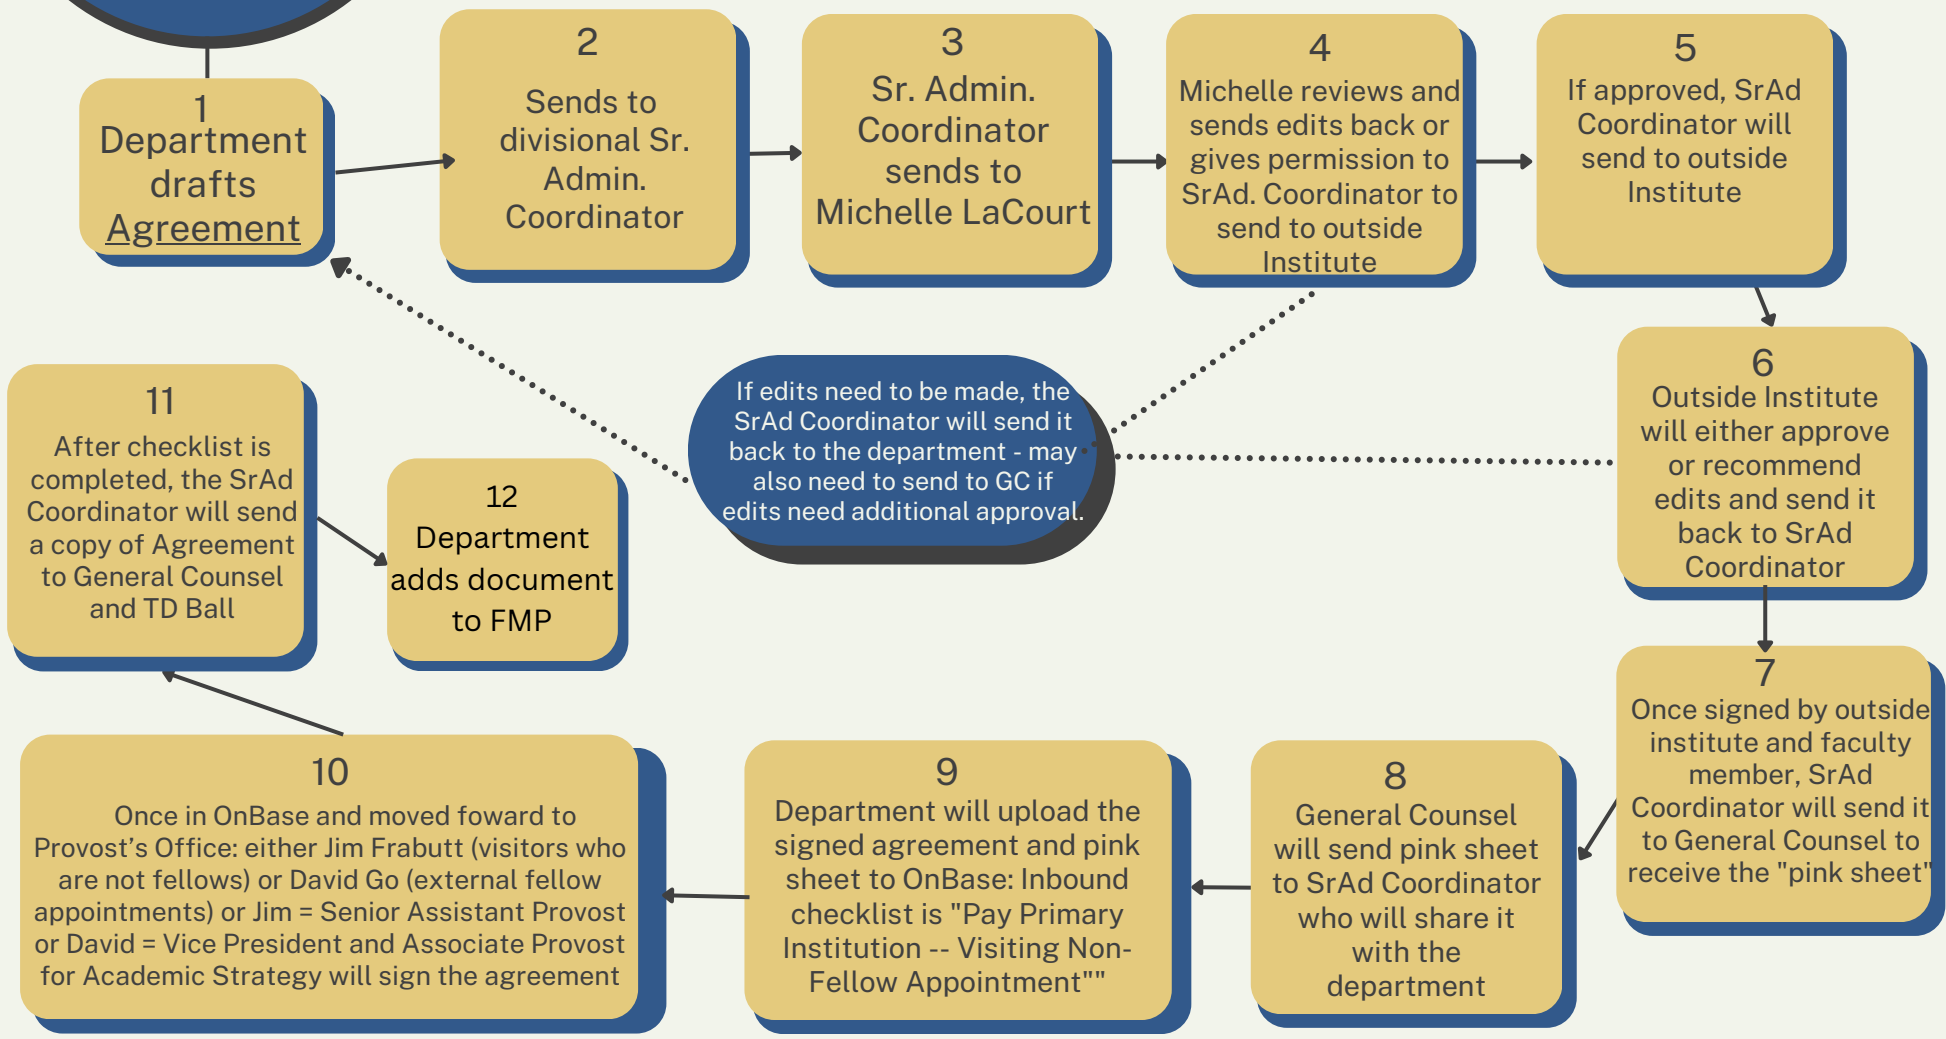 1
Department
drafts
Agreement
2
Sends to
divisional Sr.
Admin.
Coordinator
3
Sr. Admin.
Coordinator
sends to
Michelle LaCourt
4
Michelle reviews and
sends edits back or
gives permission to
SrAd. Coordinator to
send to outside
Institute
5
If approved, SrAd
Coordinator will
send to outside
Institute
If edits need to be made, the
SrAd Coordinator will send it
back to the department - may
also need to send to GC if
edits need additional approval.
6
Outside Institute
will either approve
or recommend
edits and send it
back to SrAd
Coordinator
7
Once signed by outside
institute and faculty
member, SrAd
Coordinator will send it
to General Counsel to
receive the "pink sheet"
8
General Counsel
will send pink sheet
to SrAd Coordinator
who will share it
with the
department
9
Department will upload the
signed agreement and pink
sheet to OnBase: Inbound
checklist is "Pay Primary
Institution -- Visiting Non-
Fellow Appointment""
10
Once in OnBase and moved foward to
Provost’s Office: either Jim Frabutt (visitors who
are not fellows) or David Go (external fellow
appointments) or Jim = Senior Assistant Provost
or David = Vice President and Associate Provost
for Academic Strategy will sign the agreement
11
After checklist is
completed, the SrAd
Coordinator will send
a copy of Agreement
to General Counsel
and TD Ball
12
Department
adds document
to FMP